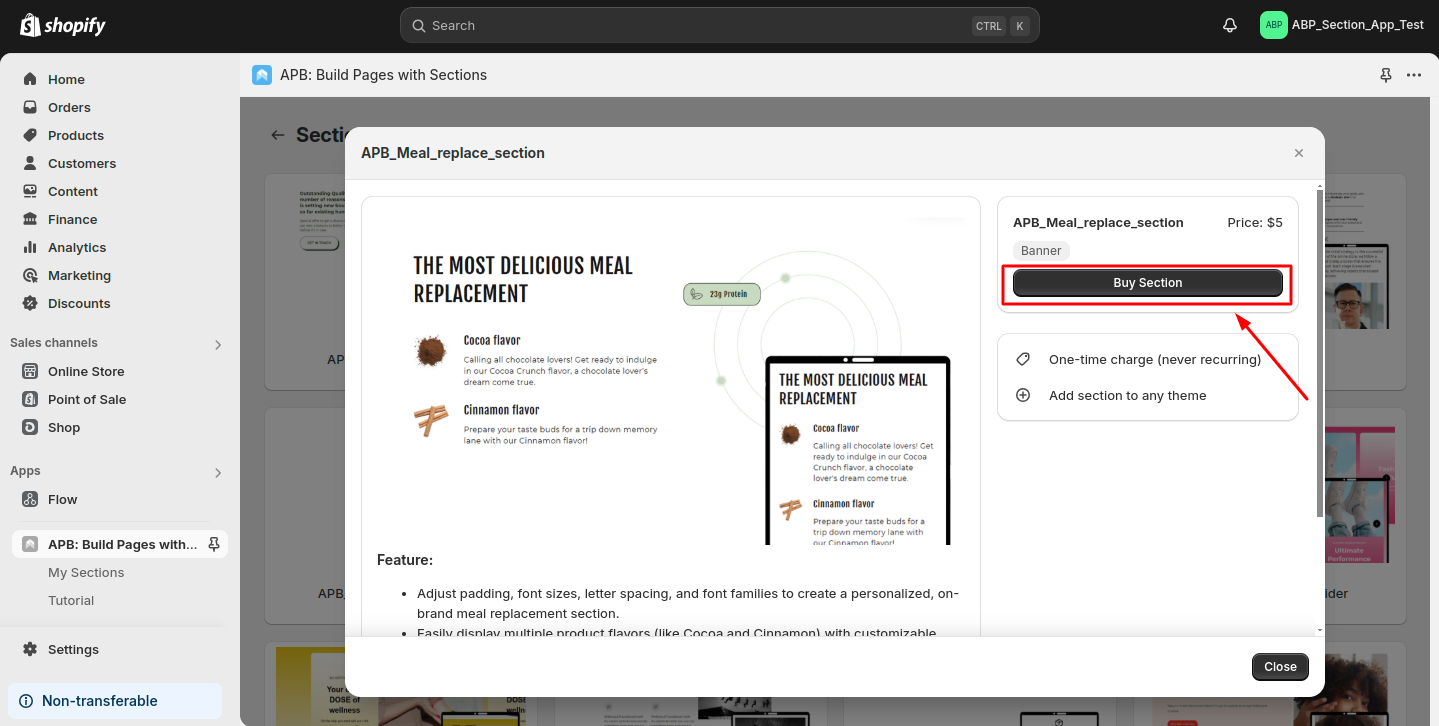 shopify
Search
CTRL K
ABP
ABP_Section_App_Test
Home
Orders
Products
Customers
Content
Finance
Analytics
Marketing
Discounts
Sales channels
Online Store
Point of Sale
Shop
Apps
Flow
APB: Build Pages with...
My Sections
Tutorial
Settings
Non-transferable
APB: Build Pages with Sections
APB_Meal_replace_section
THE MOST DELICIOUS MEAL
REPLACEMENT
23g Protein
Cocoa flavor
Calling all chocolate lovers! Get ready to indulge
in our Cocoa Crunch flavor, a chocolate lover's
dream come true.
Cinnamon flavor
Prepare your taste buds for a trip down memory
lane with our Cinnamon flavor!
THE MOST DELICIOUS MEAL
REPLACEMENT
Cocoa flavor
Calling all chocolate lovers! Get
ready to indulge in our Cocoa
Crunch flavor, a chocolate
lover's dream come true.
Cinnamon flavor
Prepare your taste buds for a
trip down memory lane with
our Cinnamon flavor!
Feature:
• Adjust padding, font sizes, letter spacing, and font families to create a personalized, on-
brand meal replacement section.
• Easily display multiple product flavors (like Cocoa and Cinnamon) with customizable
APB_Meal_replace_section
Price: $5
Banner
Buy Section
One-time charge (never recurring)
Add section to any theme
Close
GET IN TOUCH
DOSE of
wellness
Ultimate
Performance